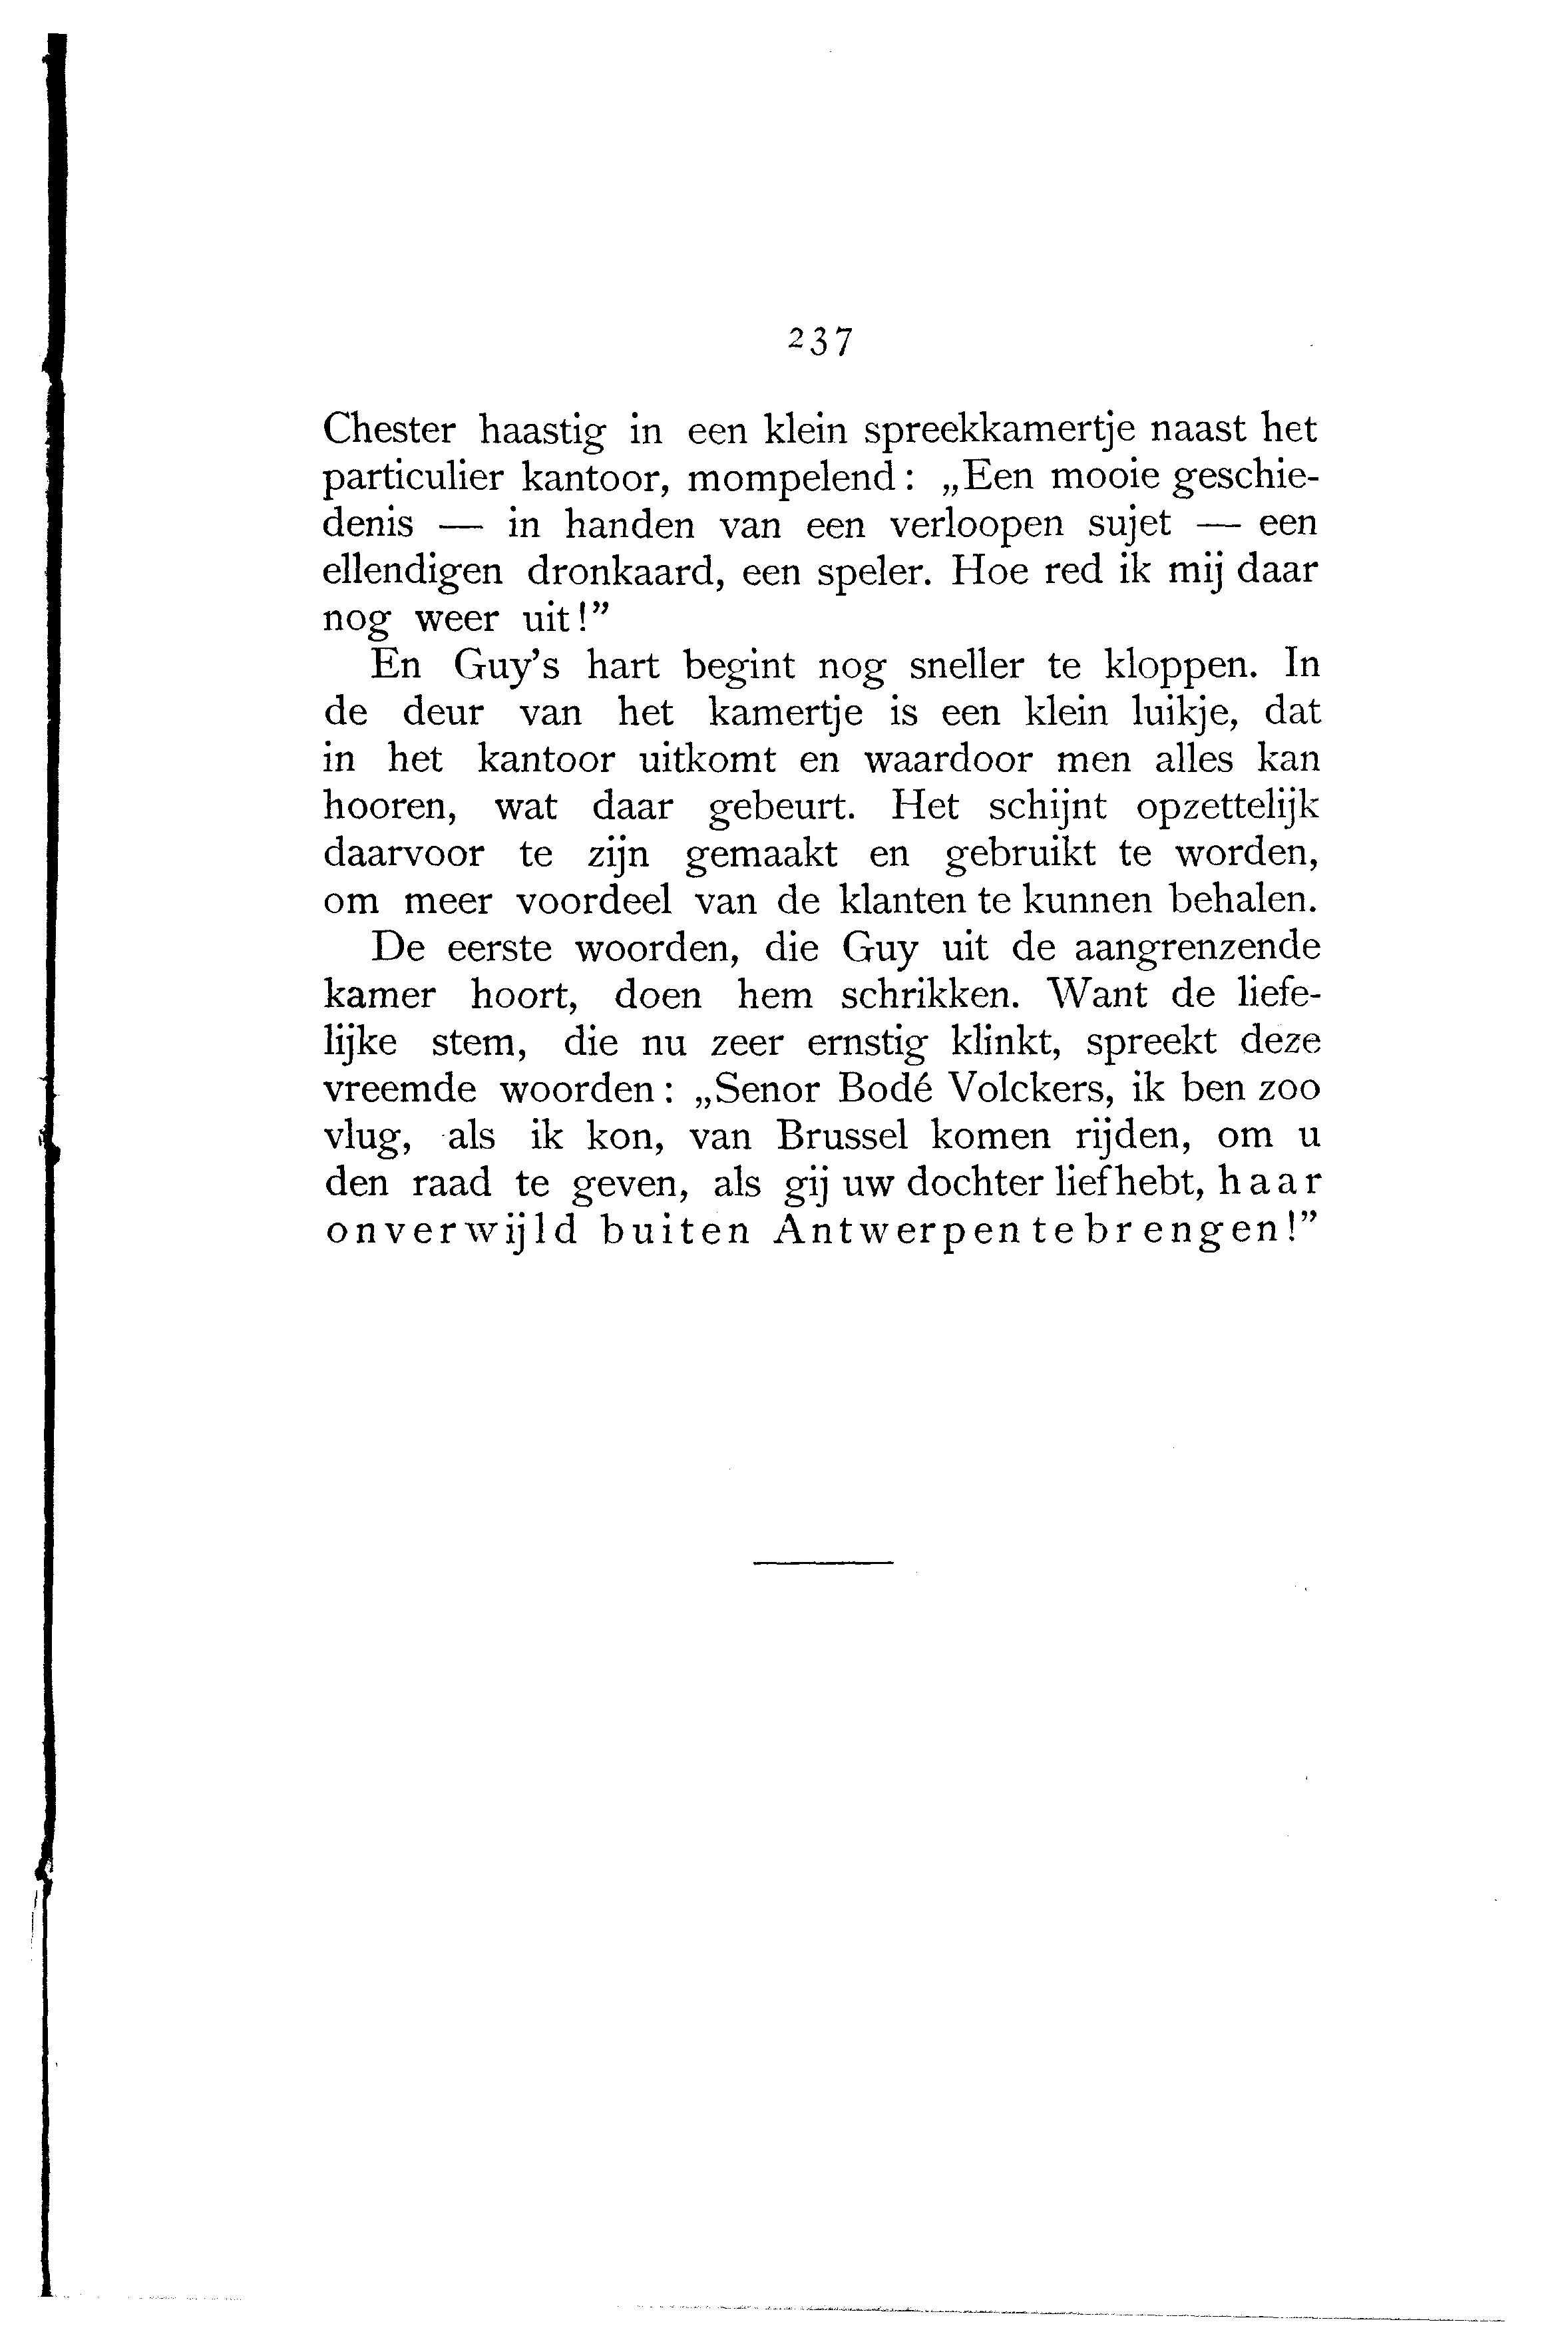 237
Chester haastig in een klein spreekkamertje naast het
particulier kantoor, mompelend: „Een mooie geschie-
denis — in handen van een verloopen sujet — een
ellendigen dronkaard, een speler. Hoe red ik mij daar
nog weer uit!”
En Guy's hart begint nog sneller te kloppen. In
de deur van het kamertje is een klein luikje, dat
in het kantoor uitkomt en waardoor men alles kan
hooren, wat daar gebeurt. Het schijnt opzettelijk
daarvoor te zijn gemaakt en gebruikt te worden,
om meer voordeel van de klanten te kunnen behalen.
De eerste woorden, die Guy uit de aangrenzende
kamer hoort, doen hem schrikken. Want de liefe-
lijke stem, die nu zeer ernstig klinkt, spreekt deze
vreemde woorden: „Senor Bodé Volckers, ik ben zoo
vlug, als ik kon, van Brussel komen rijden, om u
den raad te geven, als gij uw dochter liefhebt, haar
onverwijld buiten Antwerpen te brengen!”